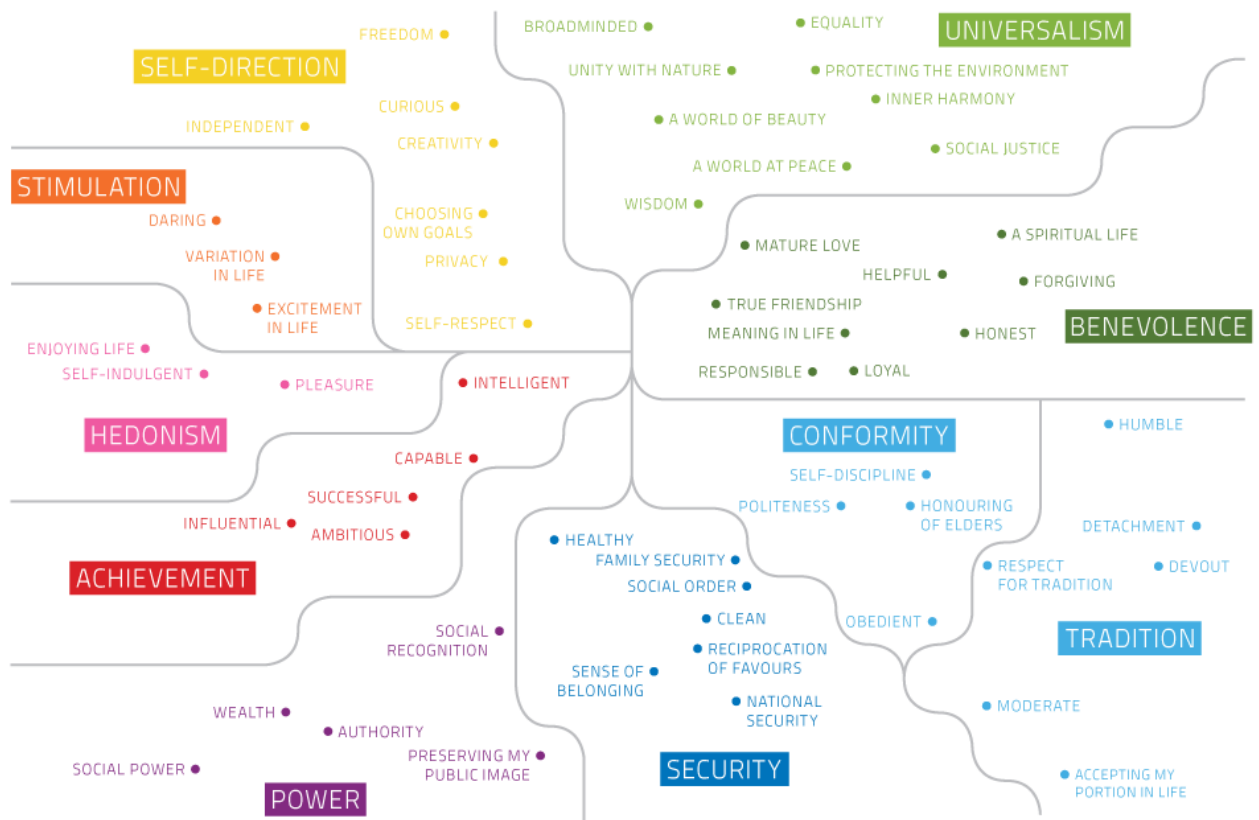 SELF-DIRECTION
FREEDOM
CURIOUS
INDEPENDENT
CREATIVITY
CHOOSING
OWN GOALS
PRIVACY
SELF-RESPECT
UNIVERSALISM
BROADMINDED
EQUALITY
UNITY WITH NATURE
PROTECTING THE ENVIRONMENT
INNER HARMONY
A WORLD OF BEAUTY
SOCIAL JUSTICE
A WORLD AT PEACE
WISDOM
STIMULATION
DARING
VARIATION
IN LIFE
EXCITEMENT
IN LIFE
BENEVOLENCE
MATURE LOVE
A SPIRITUAL LIFE
HELPFUL
FORGIVING
TRUE FRIENDSHIP
MEANING IN LIFE
HONEST
RESPONSIBLE
LOYAL
ENJOYING LIFE
SELF-INDULGENT
PLEASURE
HEDONISM
INTELLIGENT
CAPABLE
SUCCESSFUL
INFLUENTIAL
AMBITIOUS
ACHIEVEMENT
CONFORMITY
SELF-DISCIPLINE
POLITENESS
HONOURING
OF ELDERS
OBEDIENT
HUMBLE
DETACHMENT
RESPECT
FOR TRADITION
DEVOUT
TRADITION
MODERATE
ACCEPTING MY
PORTION IN LIFE
HEALTHY
FAMILY SECURITY
SOCIAL ORDER
CLEAN
RECIPROCATION
OF FAVOURS
SENSE OF
BELONGING
NATIONAL
SECURITY
SECURITY
SOCIAL
RECOGNITION
WEALTH
AUTHORITY
PRESERVING MY
PUBLIC IMAGE
SOCIAL POWER
POWER